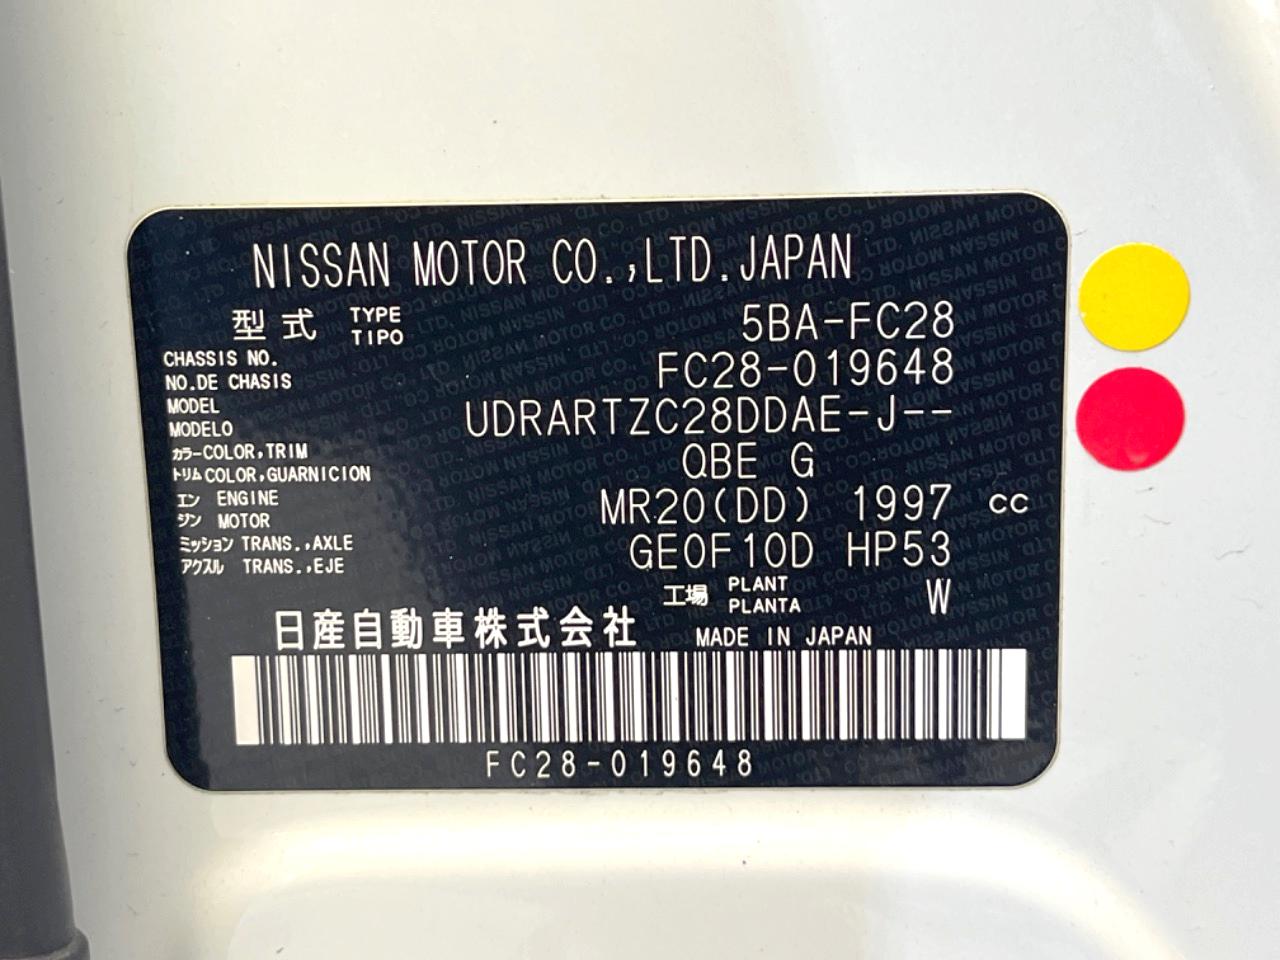 NISSAN MOTOR CO.,LTD.JAPAN
型式 TYPE TIPO 5BA-FC28
CHASSIS NO.
NO.DE CHASIS FC28-019648
MODEL
MODELO UDRARTZC28DDAE-J--
カラー COLOR,TRIM
トリム COLOR,GUARNICION QBE G
エン ENGINE
ジン MOTOR MR20(DD) 1997 cc
ミッション TRANS.,AXLE
アクスル TRANS.,EJE GE0F10D HP53
工場 PLANT PLANTA W
日産自動車株式会社 MADE IN JAPAN
FC28-019648